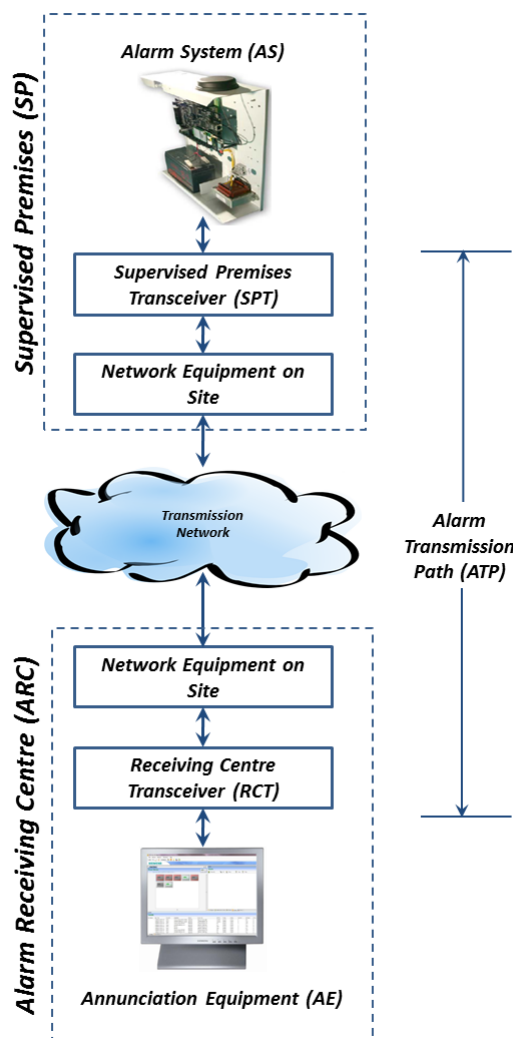 Supervised Premises (SP)
Alarm System (AS)
Supervised Premises
Transceiver (SPT)
Network Equipment on
Site
Transmission
Network
Alarm
Transmission
Path (ATP)
Alarm Receiving Centre (ARC)
Network Equipment on
Site
Receiving Centre
Transceiver (RCT)
Annunciation Equipment (AE)